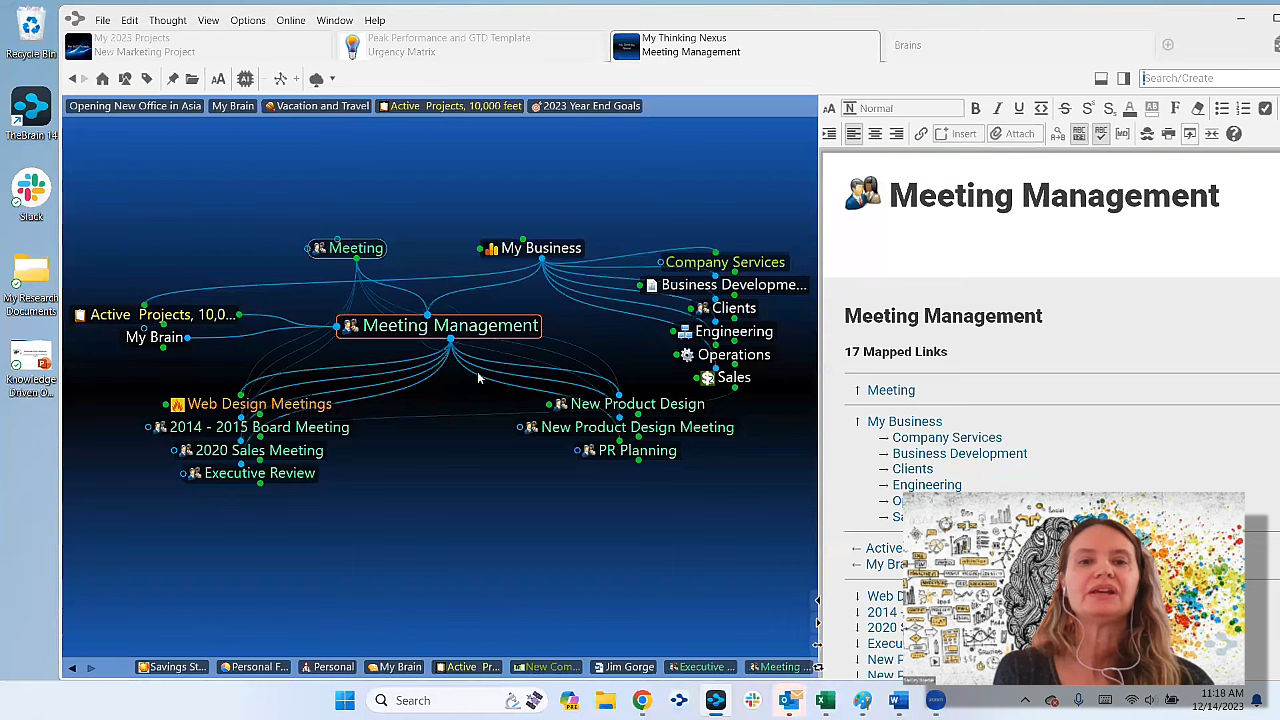 Recycle Bin
TheBrain 14
Slack
My Research Documents
Knowledge Driven O...
File Edit Thought View Options Online Window Help
My 2023 Projects
New Marketing Project
Peak Performance and GTD Template
Urgency Matrix
My Thinking Nexus
Meeting Management
Brains
Search/Create
Opening New Office in Asia My Brain Vacation and Travel Active Projects, 10,000 feet 2023 Year End Goals
Normal
Insert Attach
Meeting
My Business
Company Services
Business Developme...
Clients
Engineering
Operations
Sales
Active Projects, 10,0...
My Brain
Meeting Management
Web Design Meetings
2014 - 2015 Board Meeting
2020 Sales Meeting
Executive Review
New Product Design
New Product Design Meeting
PR Planning
Meeting Management
Meeting Management
17 Mapped Links
↑ Meeting
↑ My Business
→ Company Services
→ Business Development
→ Clients
→ Engineering
→ O
→ Sa
← Active
← My Bra
↓ Web D
↓ 2014 -
↓ 2020 S
↓ Execu
↓ New P
↓ New P
Savings St... Personal F... Personal My Brain Active Pr... New Com... Jim Gorge Executive ... Meeting ...
Search
11:18 AM
12/14/2023